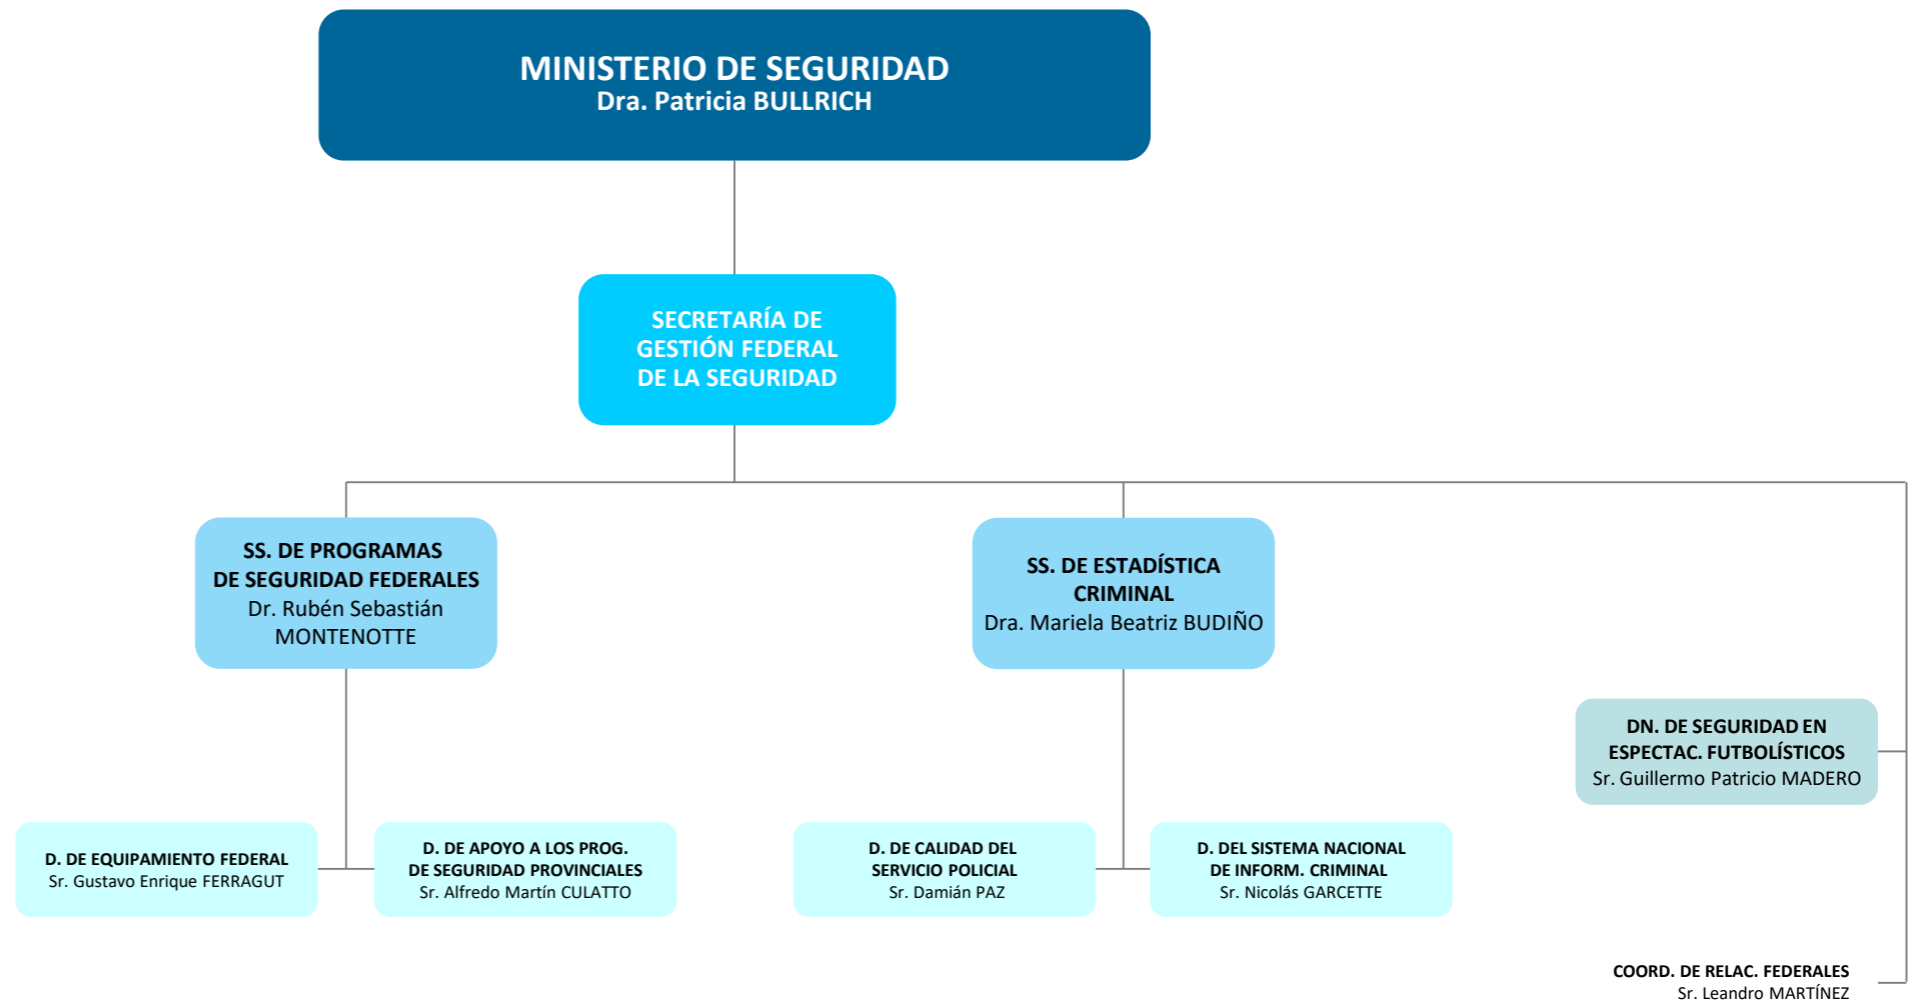 MINISTERIO DE SEGURIDAD
Dra. Patricia BULLRICH
SECRETARÍA DE
GESTIÓN FEDERAL
DE LA SEGURIDAD
SS. DE PROGRAMAS
DE SEGURIDAD FEDERALES
Dr. Rubén Sebastián
MONTENOTTE
SS. DE ESTADÍSTICA
CRIMINAL
Dra. Mariela Beatriz BUDIÑO
DN. DE SEGURIDAD EN
ESPECTAC. FUTBOLÍSTICOS
Sr. Guillermo Patricio MADERO
D. DE EQUIPAMIENTO FEDERAL
Sr. Gustavo Enrique FERRAGUT
D. DE APOYO A LOS PROG.
DE SEGURIDAD PROVINCIALES
Sr. Alfredo Martín CULATTO
D. DE CALIDAD DEL
SERVICIO POLICIAL
Sr. Damián PAZ
D. DEL SISTEMA NACIONAL
DE INFORM. CRIMINAL
Sr. Nicolás GARCETTE
COORD. DE RELAC. FEDERALES
Sr. Leandro MARTÍNEZ